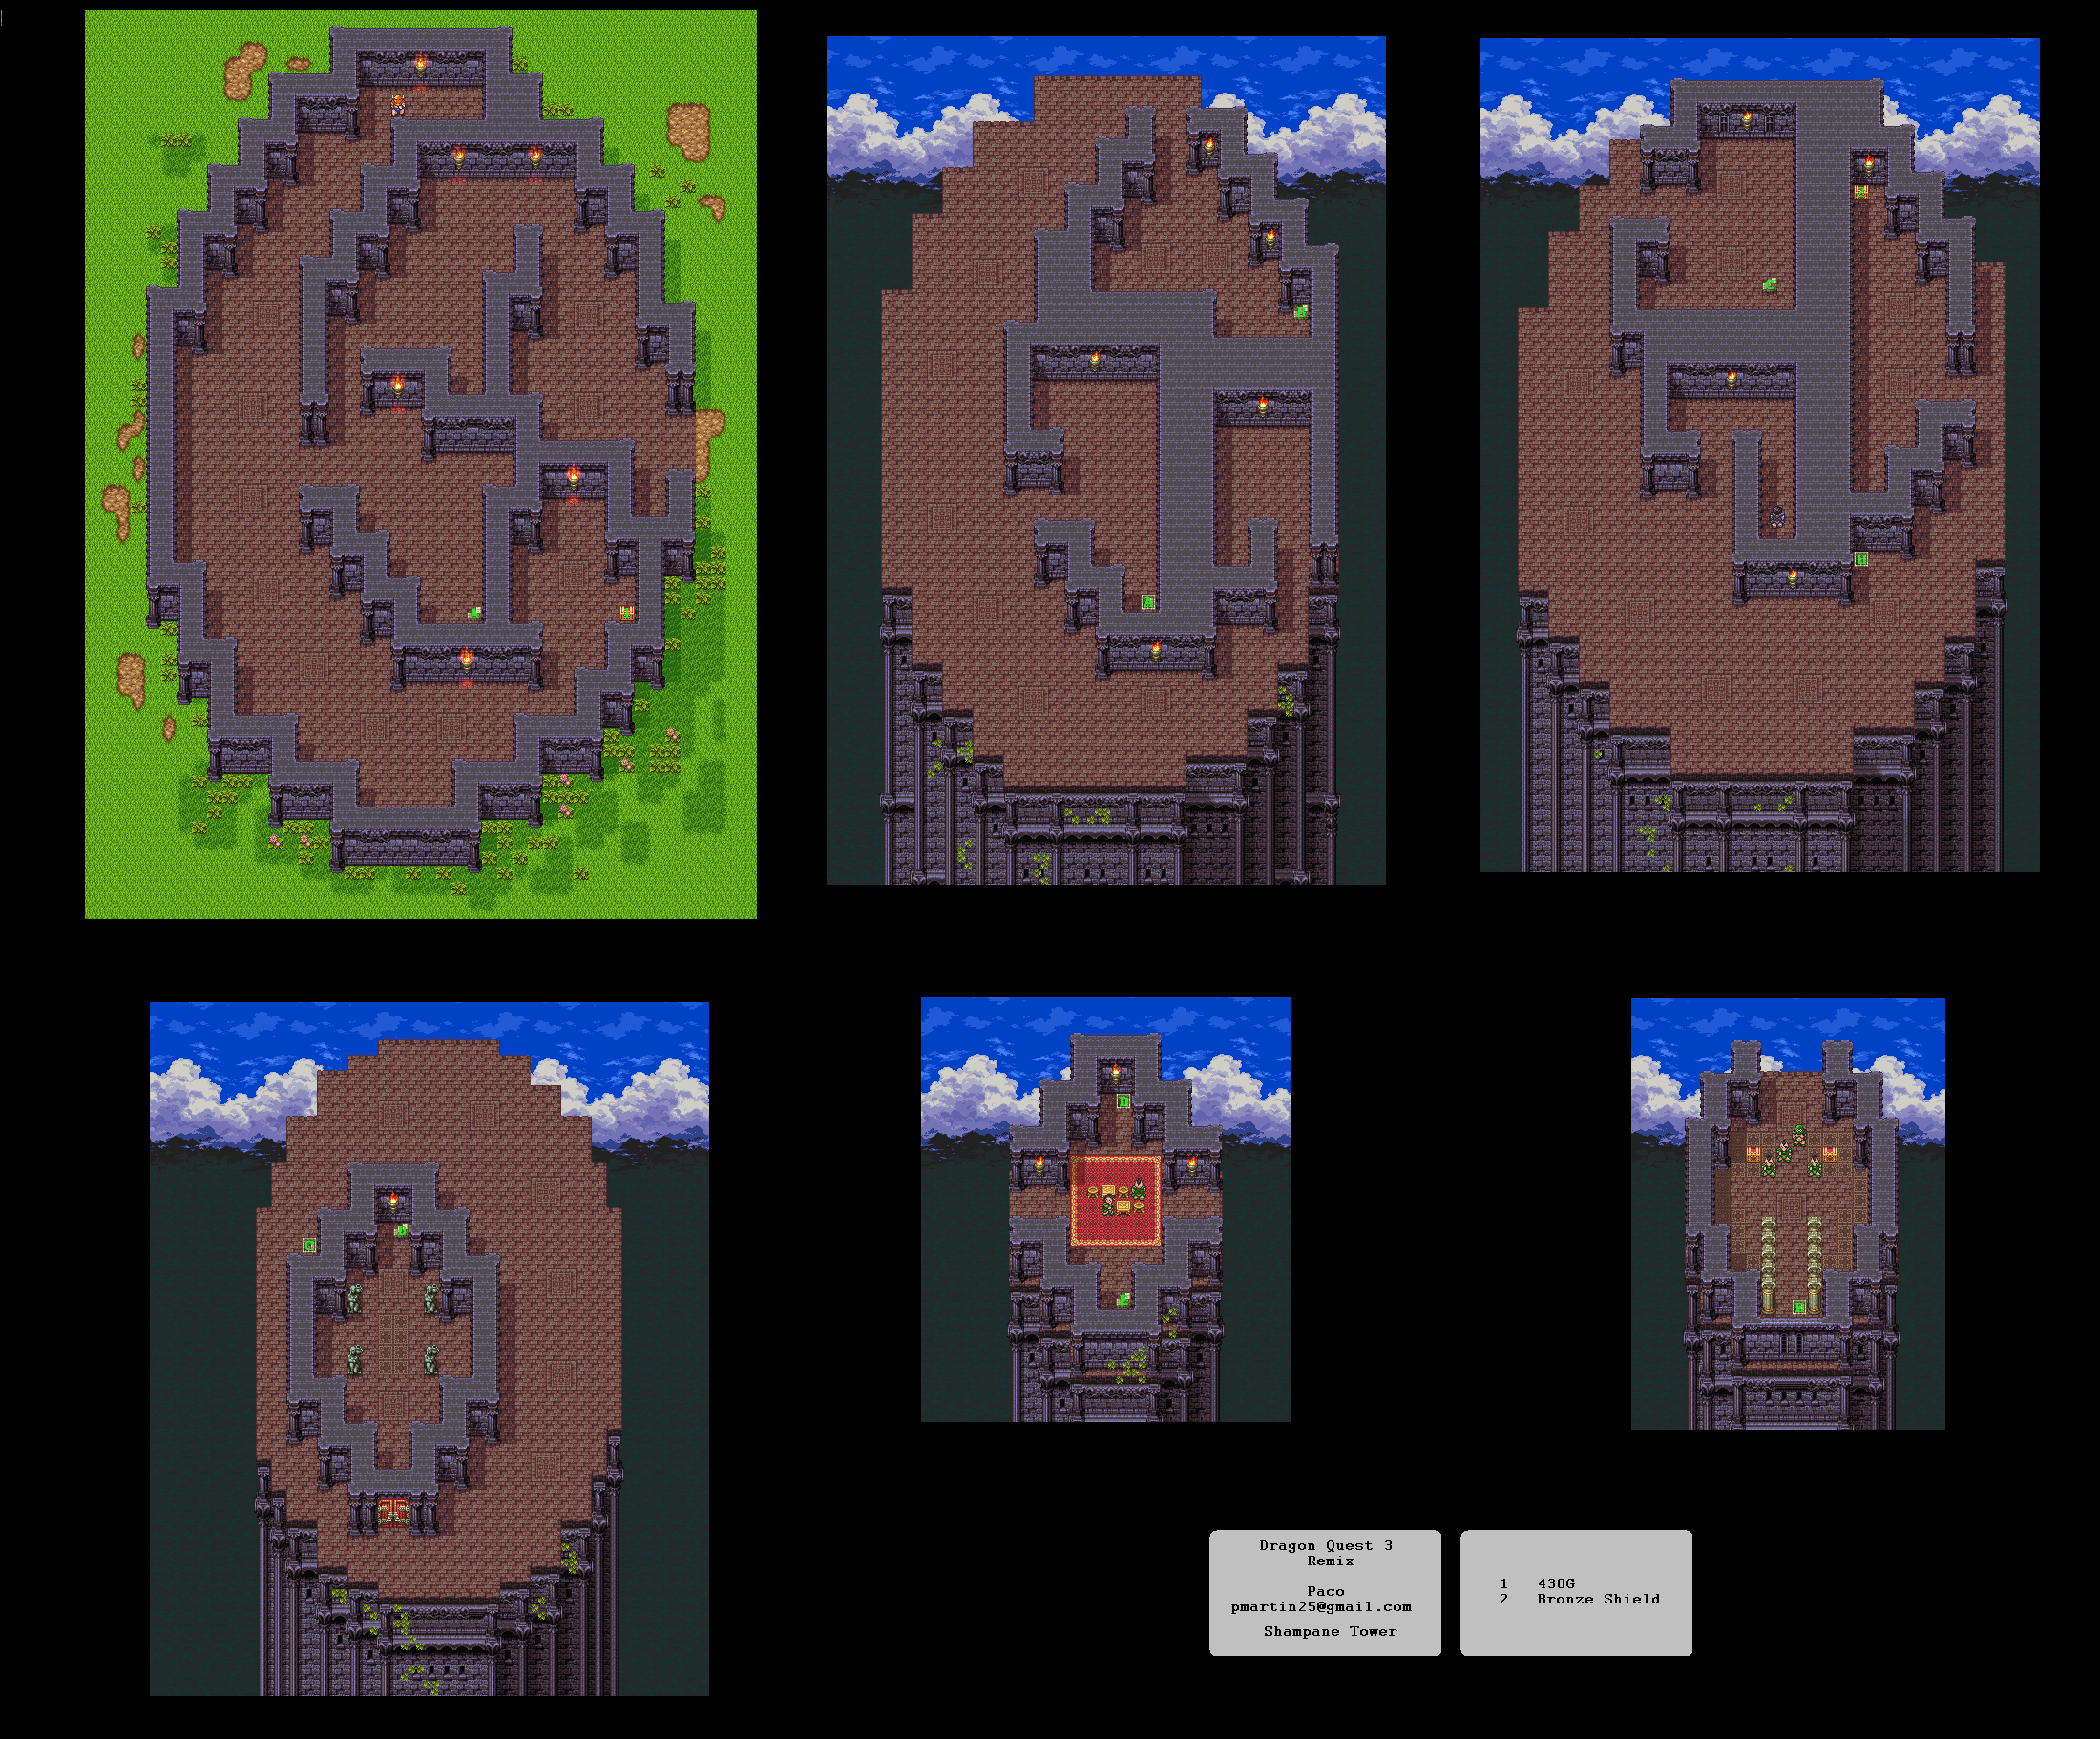 Dragon Quest 3
Remix
Paco
pmartin25@gmail.com
Shampane Tower
1 430G
2 Bronze Shield